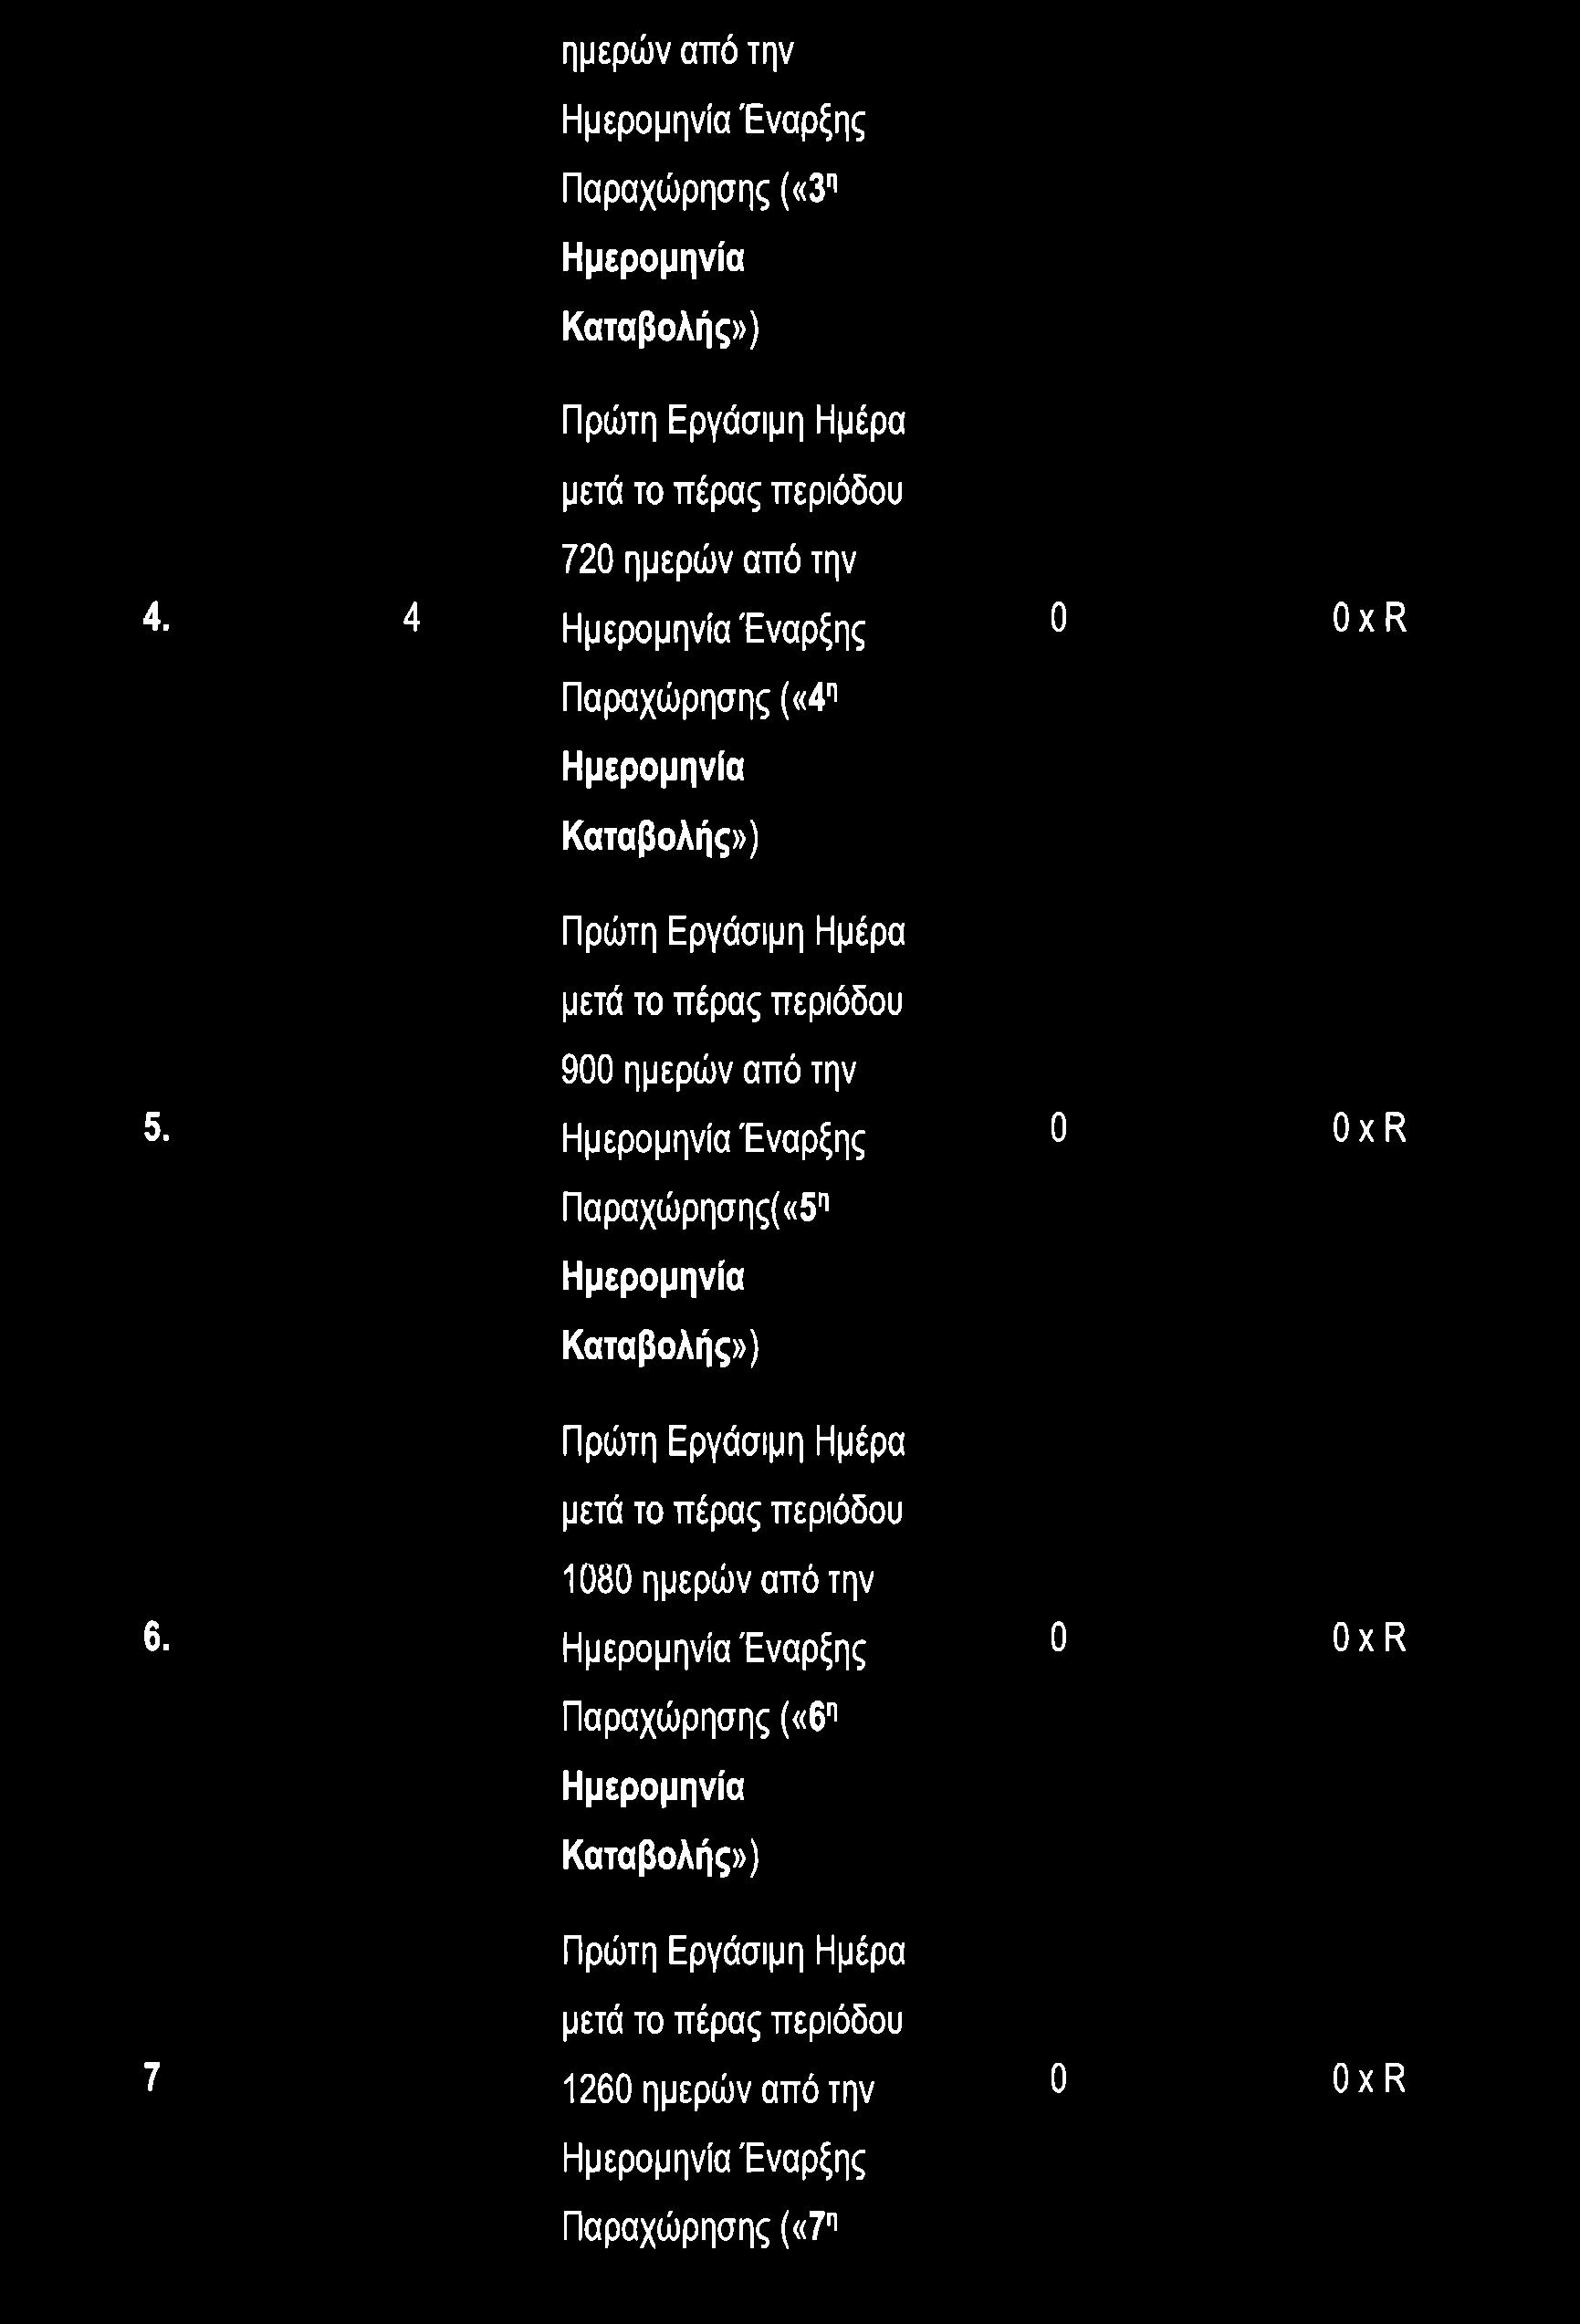 ημερών από την
Ημερομηνία Έναρξης
Παραχώρησης («3η
Ημερομηνία
Καταβολής»)
Πρώτη Εργάσιμη Ημέρα
μετά το πέρας περιόδου
720 ημερών από την
4. 4 Ημερομηνία Έναρξης 0 0 x R
Παραχώρησης («4η
Ημερομηνία
Καταβολής»)
Πρώτη Εργάσιμη Ημέρα
μετά το πέρας περιόδου
900 ημερών από την
5. Ημερομηνία Έναρξης 0 0 x R
Παραχώρησης(«5η
Ημερομηνία
Καταβολής»)
Πρώτη Εργάσιμη Ημέρα
μετά το πέρας περιόδου
1080 ημερών από την
6. Ημερομηνία Έναρξης 0 0 x R
Παραχώρησης («6η
Ημερομηνία
Καταβολής»)
Πρώτη Εργάσιμη Ημέρα
μετά το πέρας περιόδου
7 1260 ημερών από την 0 0 x R
Ημερομηνία Έναρξης
Παραχώρησης («7η